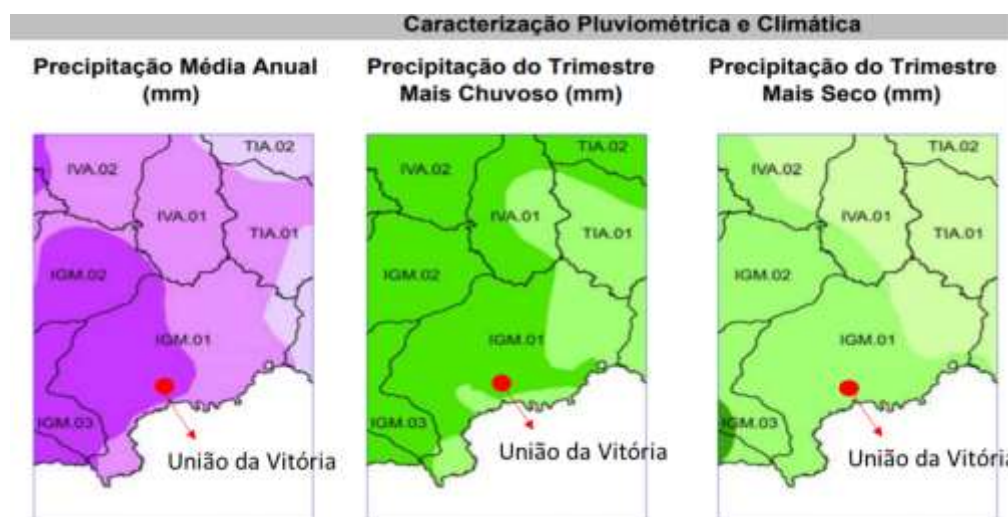 Caracterização Pluviométrica e Climática
Precipitação Média Anual
(mm)
Precipitação do Trimestre
Mais Chuvoso (mm)
Precipitação do Trimestre
Mais Seco (mm)
TIA.02
IVA.02
IVA.01
TIA.01
IGM.02
IGM.01
IGM.03
União da Vitória
TIA.02
IVA.02
IVA.01
TIA.01
IGM.02
IGM.01
IGM.03
União da Vitória
TIA.02
IVA.02
IVA.01
TIA.01
IGM.02
IGM.01
IGM.03
União da Vitória